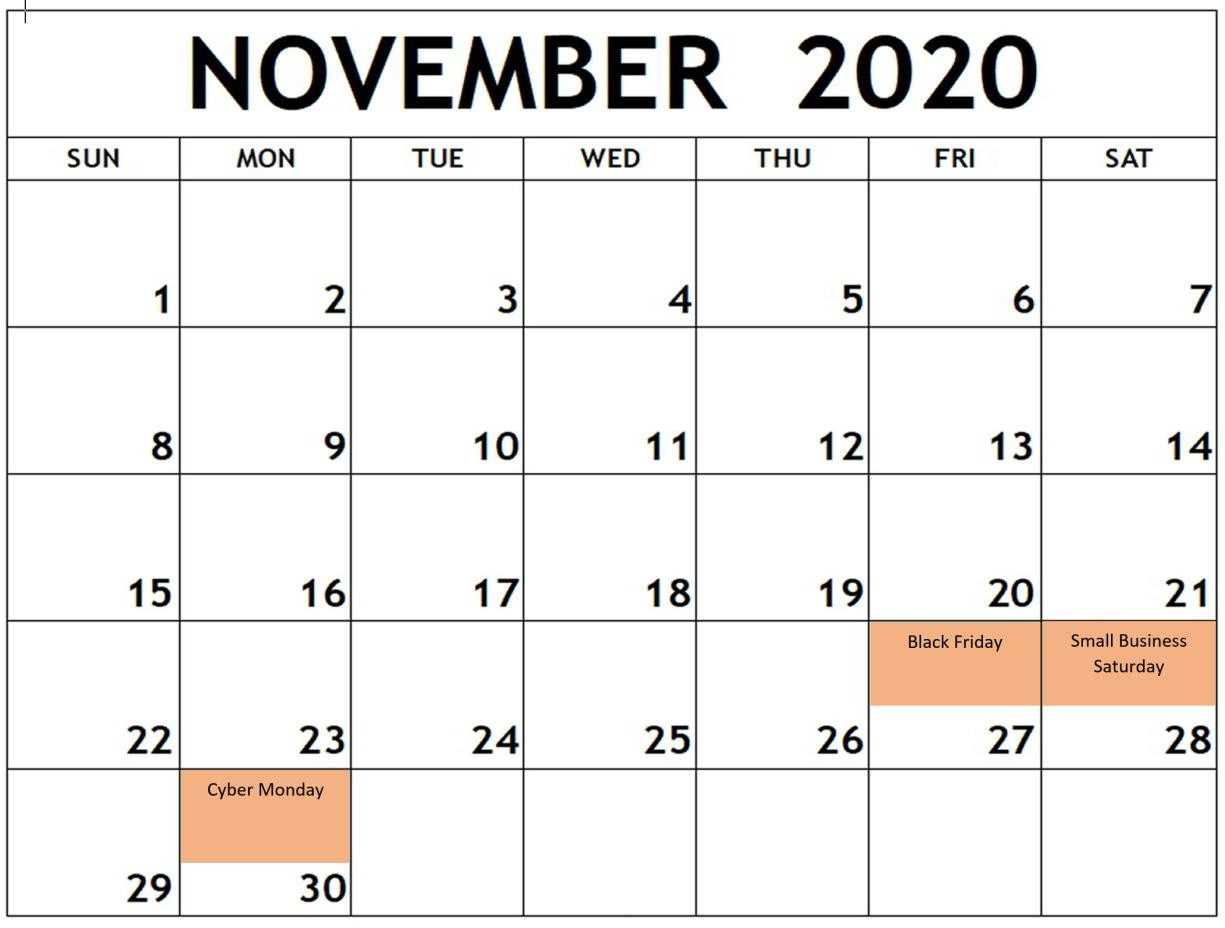 NOVEMBER 2020
SUN MON TUE WED THU FRI SAT
1 2 3 4 5 6 7
8 9 10 11 12 13 14
15 16 17 18 19 20 21
Black Friday Small Business
Saturday
22 23 24 25 26 27 28
Cyber Monday
29 30